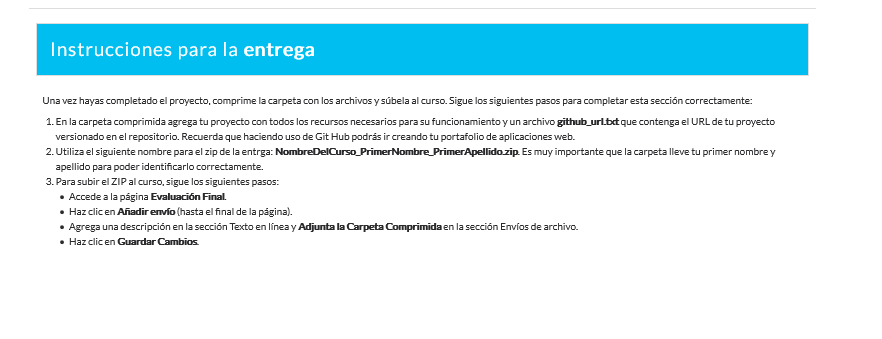 Instrucciones para la entrega
Una vez hayas completado el proyecto, comprime la carpeta con los archivos y súbela al curso. Sigue los siguientes pasos para completar esta sección correctamente:
1. En la carpeta comprimida agrega tu proyecto con todos los recursos necesarios para su funcionamiento y un archivo github_url.txt que contenga el URL de tu proyecto
versionado en el repositorio. Recuerda que haciendo uso de Git Hub podrás ir creando tu portafolio de aplicaciones web.
2. Utiliza el siguiente nombre para el zip de la entrga: NombreDelCurso_PrimerNombre_PrimerApellido.zip. Es muy importante que la carpeta lleve tu primer nombre y
apellido para poder identificarlo correctamente.
3. Para subir el ZIP al curso, sigue los siguientes pasos:
• Accede a la página Evaluación Final.
• Haz clic en Añadir envío (hasta el final de la página).
• Agrega una descripción en la sección Texto en línea y Adjunta la Carpeta Comprimida en la sección Envíos de archivo.
• Haz clic en Guardar Cambios.